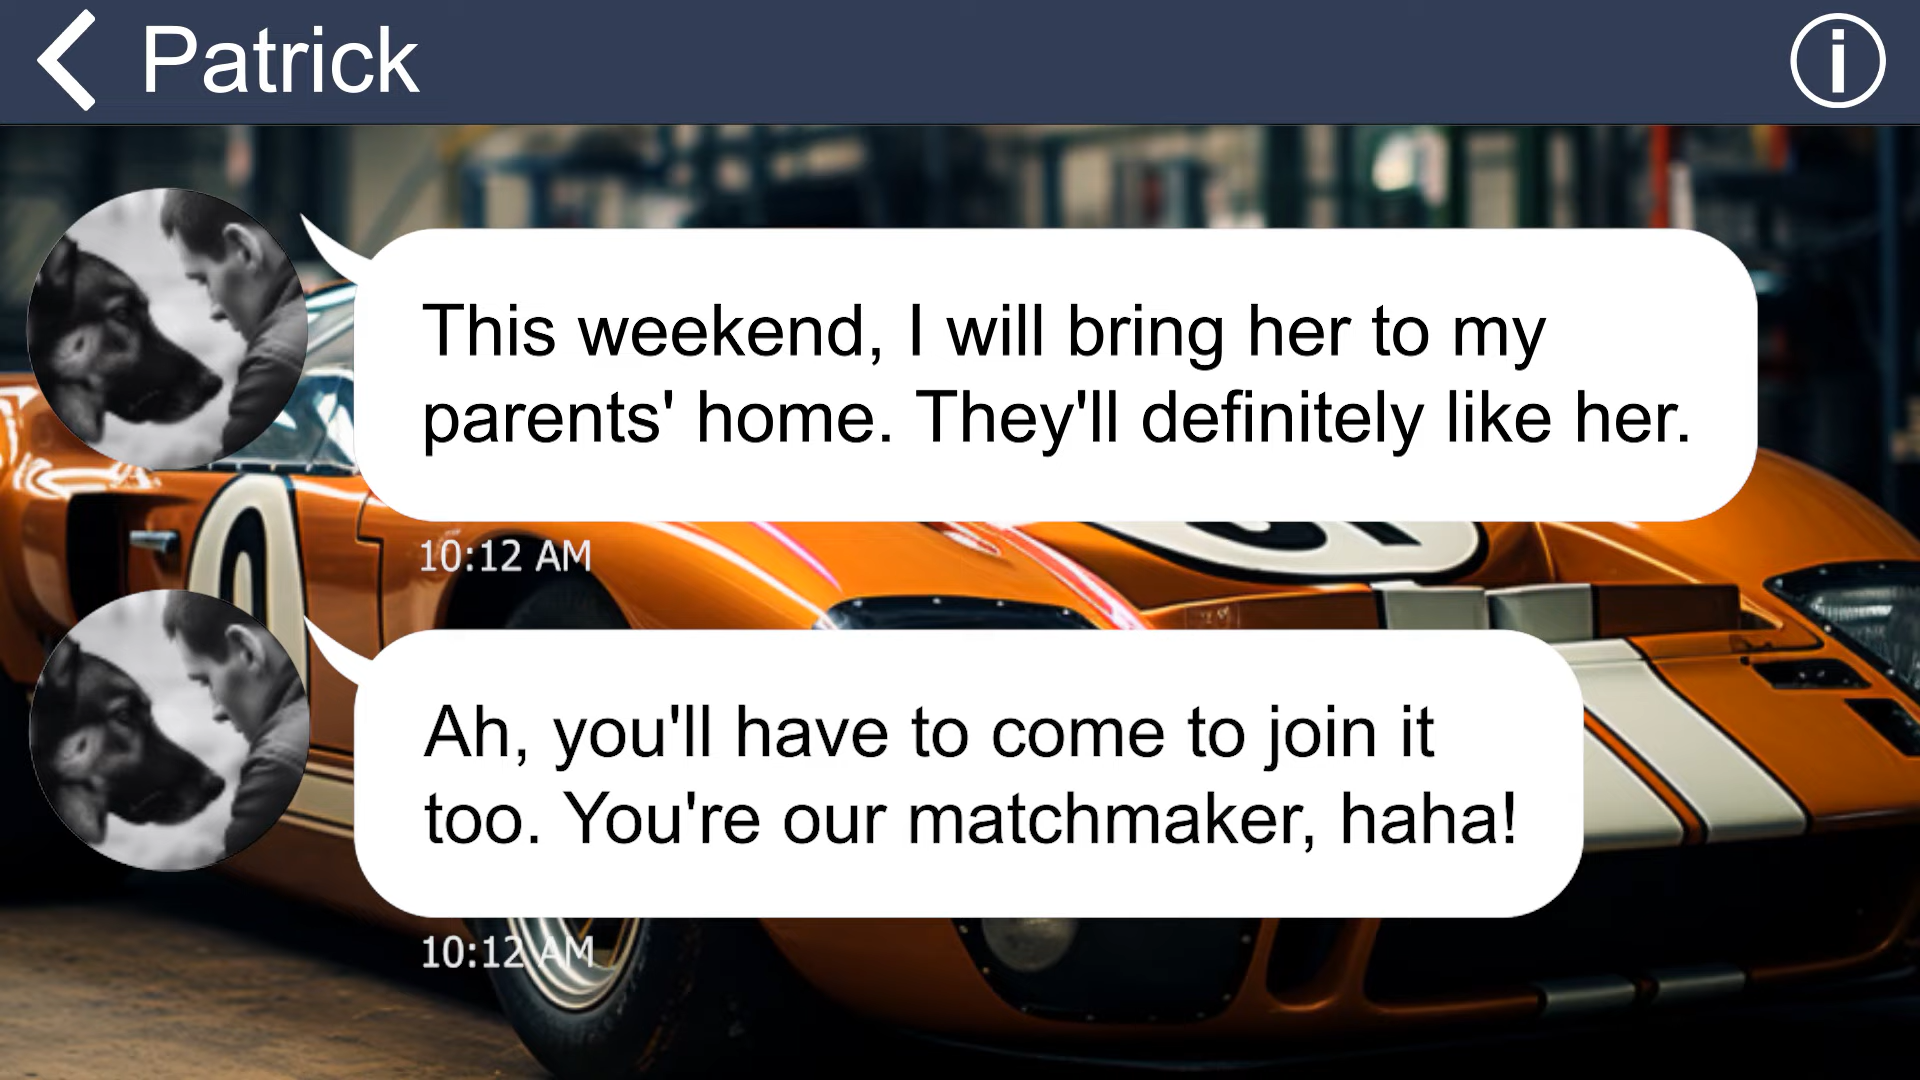 Patrick
This weekend, I will bring her to my
parents' home. They'll definitely like her.
10:12 AM
0
Ah, you'll have to come to join it
too. You're our matchmaker, haha!
10:12 AM